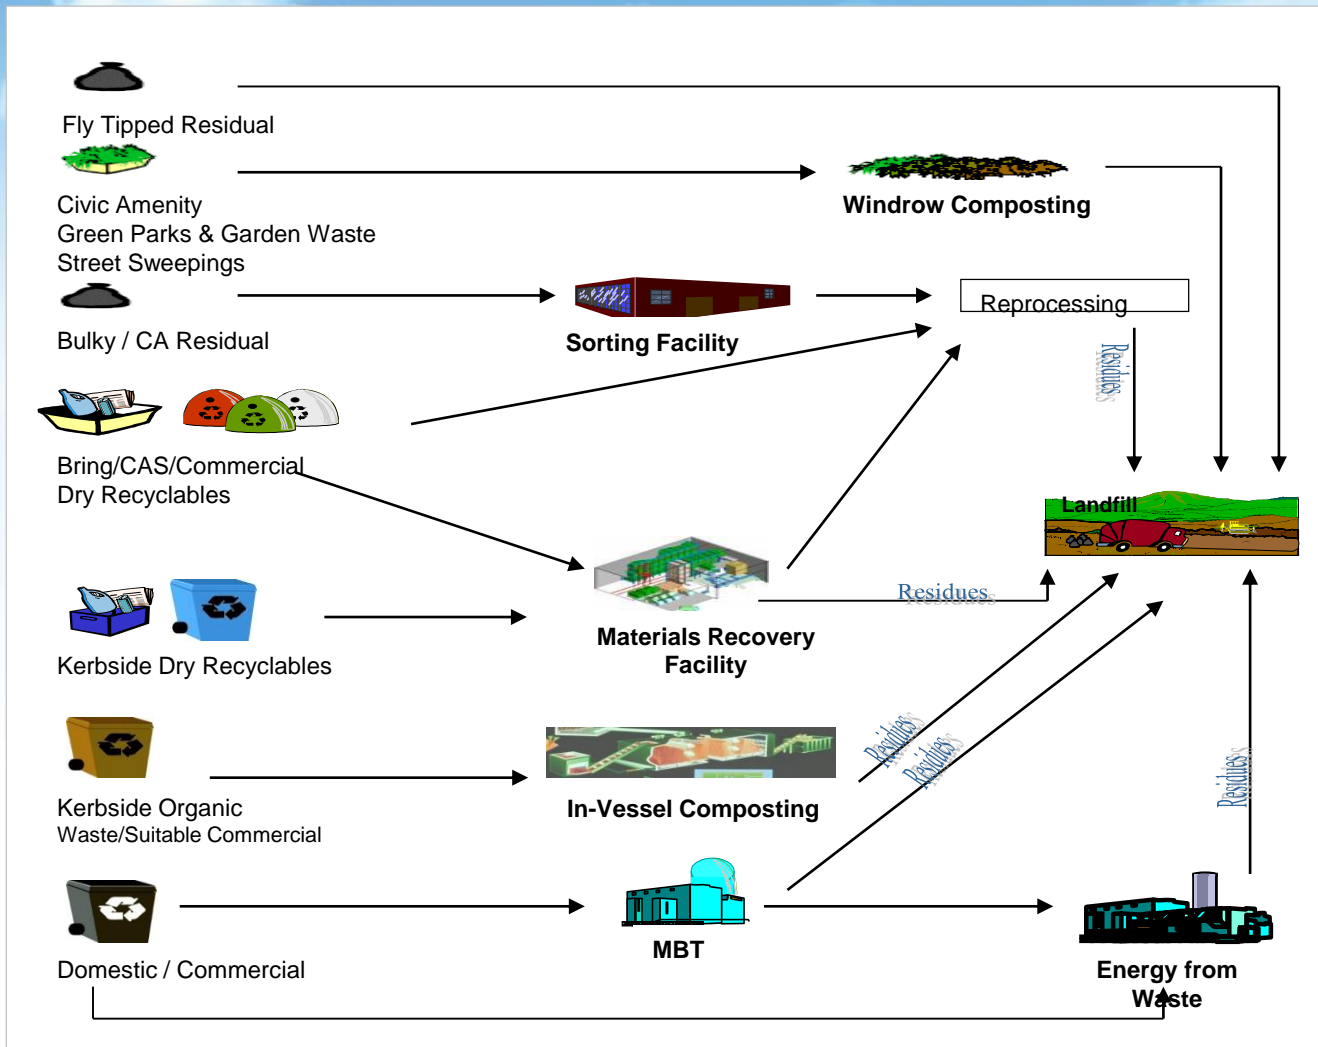 Fly Tipped Residual
Civic Amenity
Green Parks & Garden Waste
Street Sweepings
Windrow Composting
Bulky / CA Residual
Sorting Facility
Reprocessing
Residues
Bring/CAS/Commercial
Dry Recyclables
Landfill
Kerbside Dry Recyclables
Materials Recovery
Facility
Residues
Kerbside Organic
Waste/Suitable Commercial
In-Vessel Composting
Residues
Residues
Residues
Domestic / Commercial
MBT
Energy from
Waste